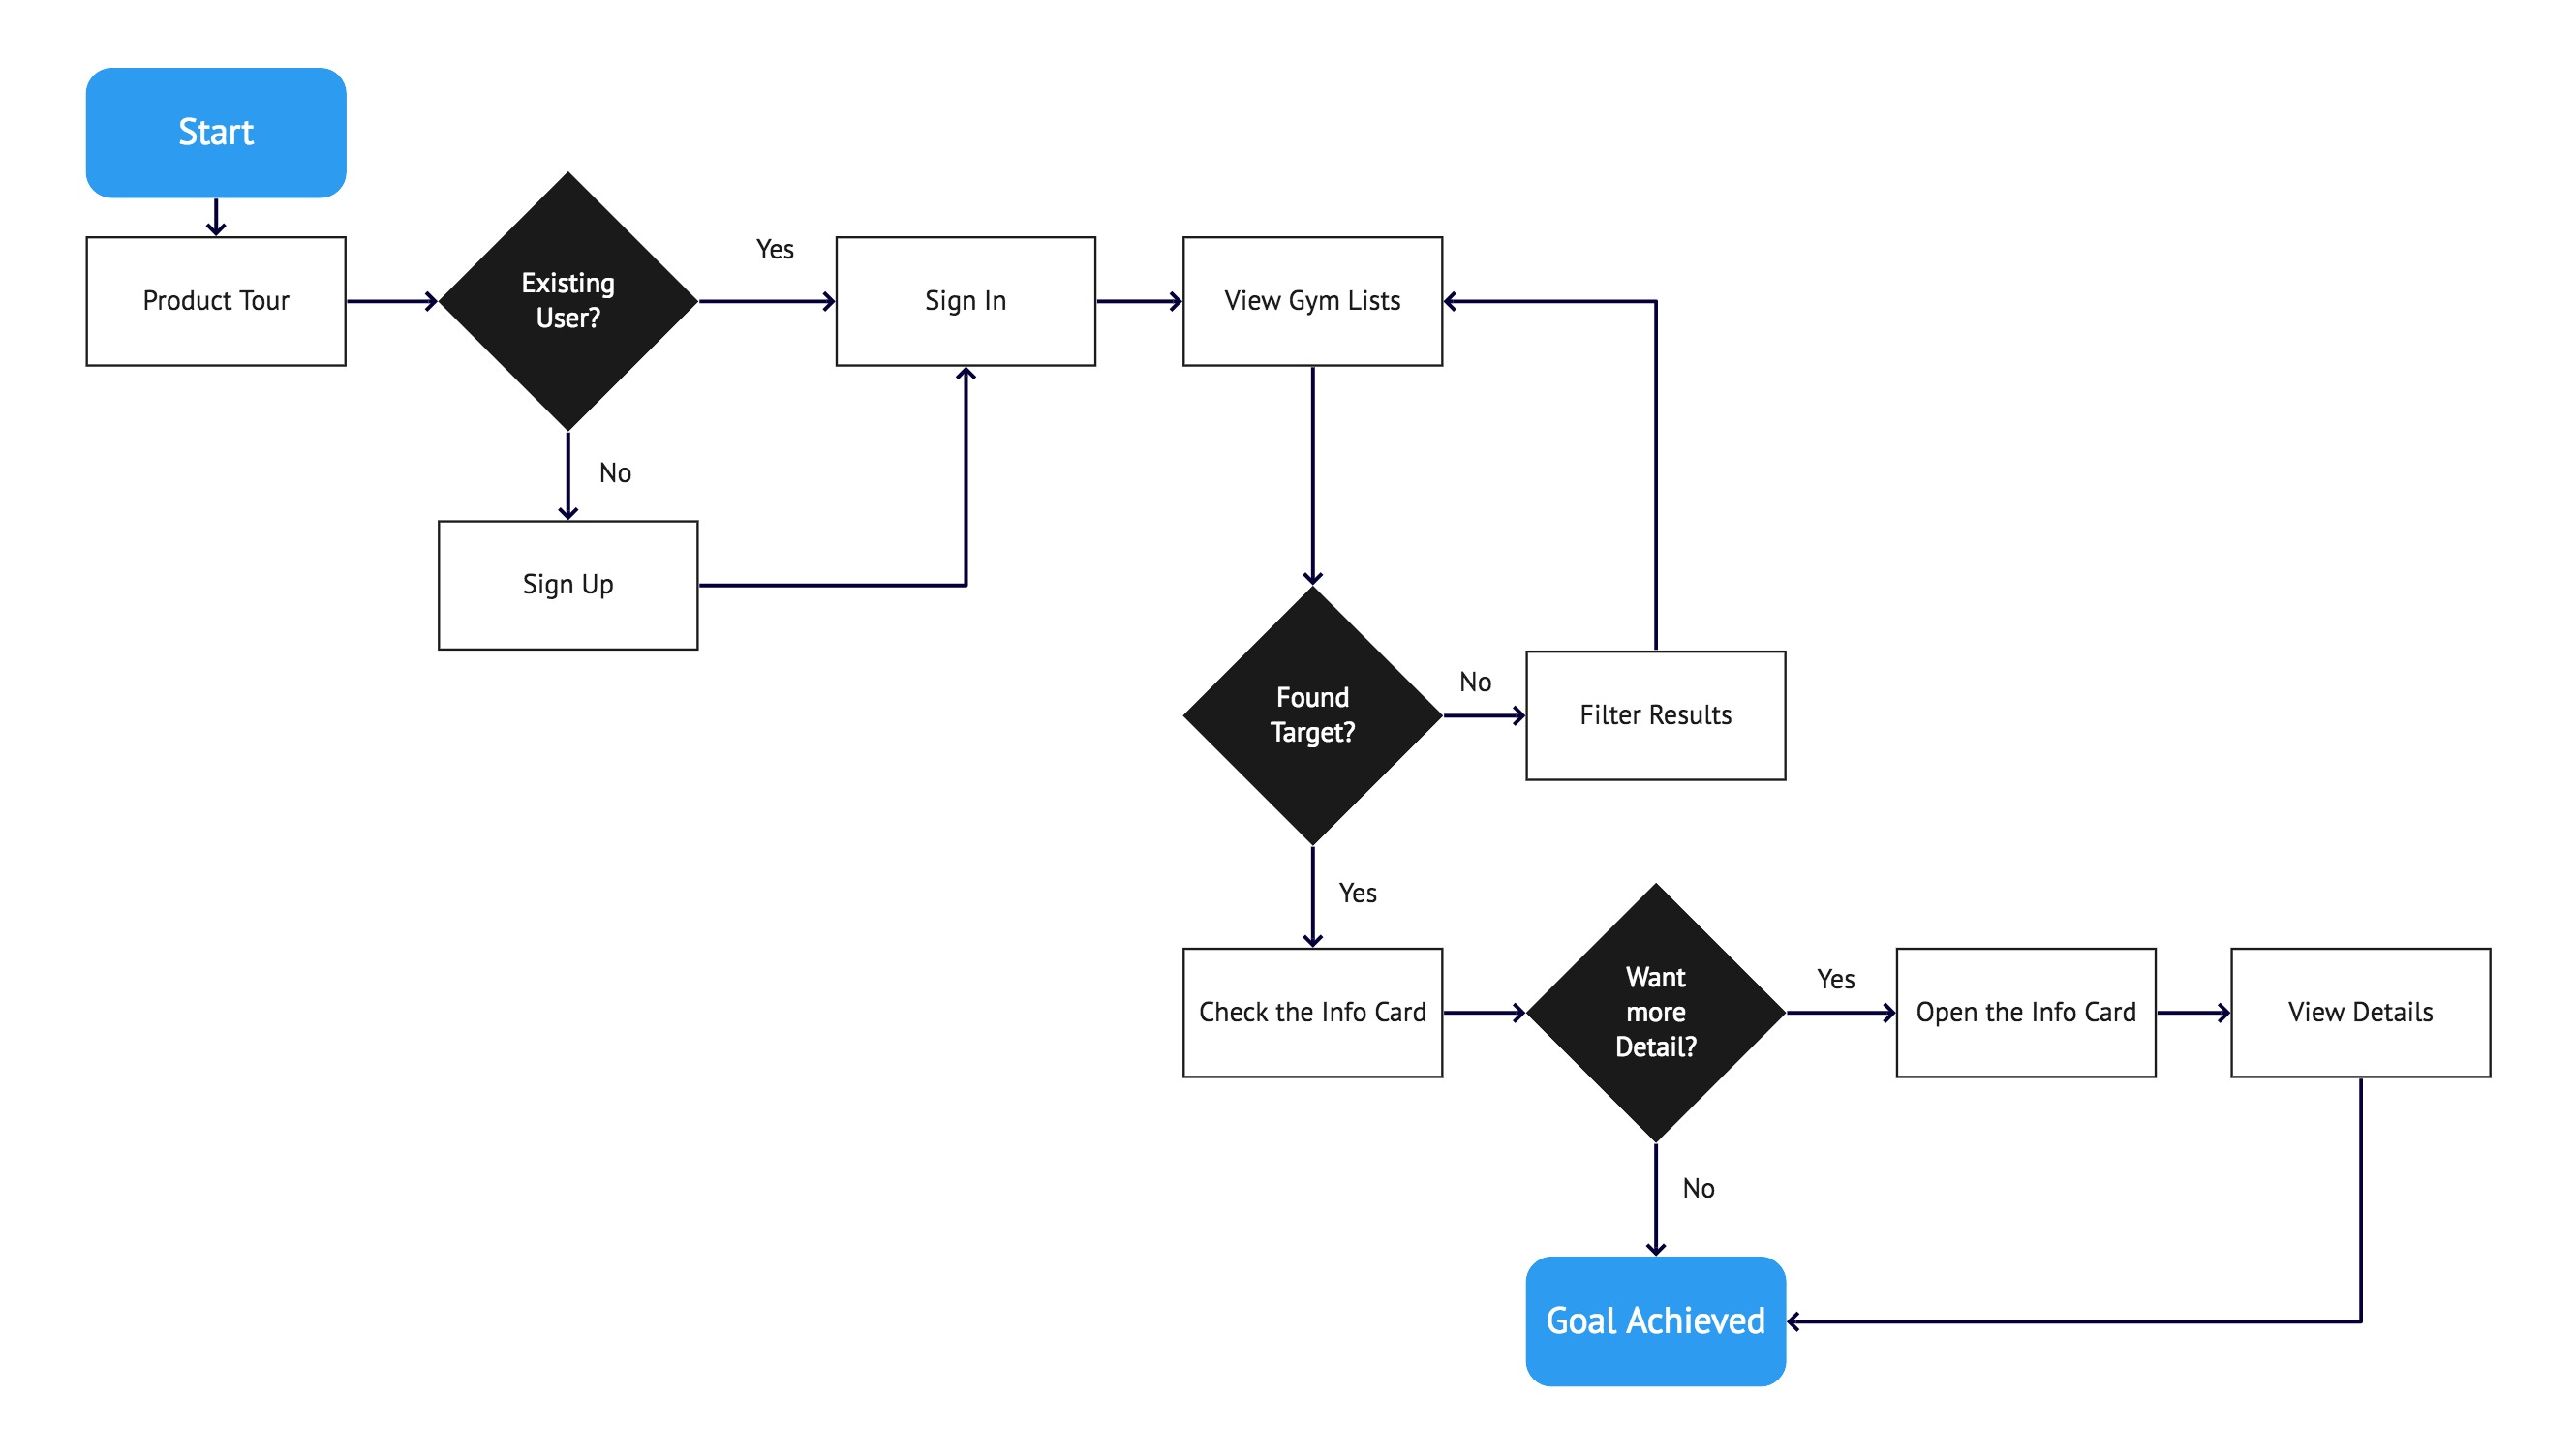 Start
Product Tour
Existing
User?
Yes
No
Sign Up
Sign In
View Gym Lists
Found
Target?
No
Filter Results
Yes
Check the Info Card
Want
more
Detail?
Yes
Open the Info Card
View Details
No
Goal Achieved